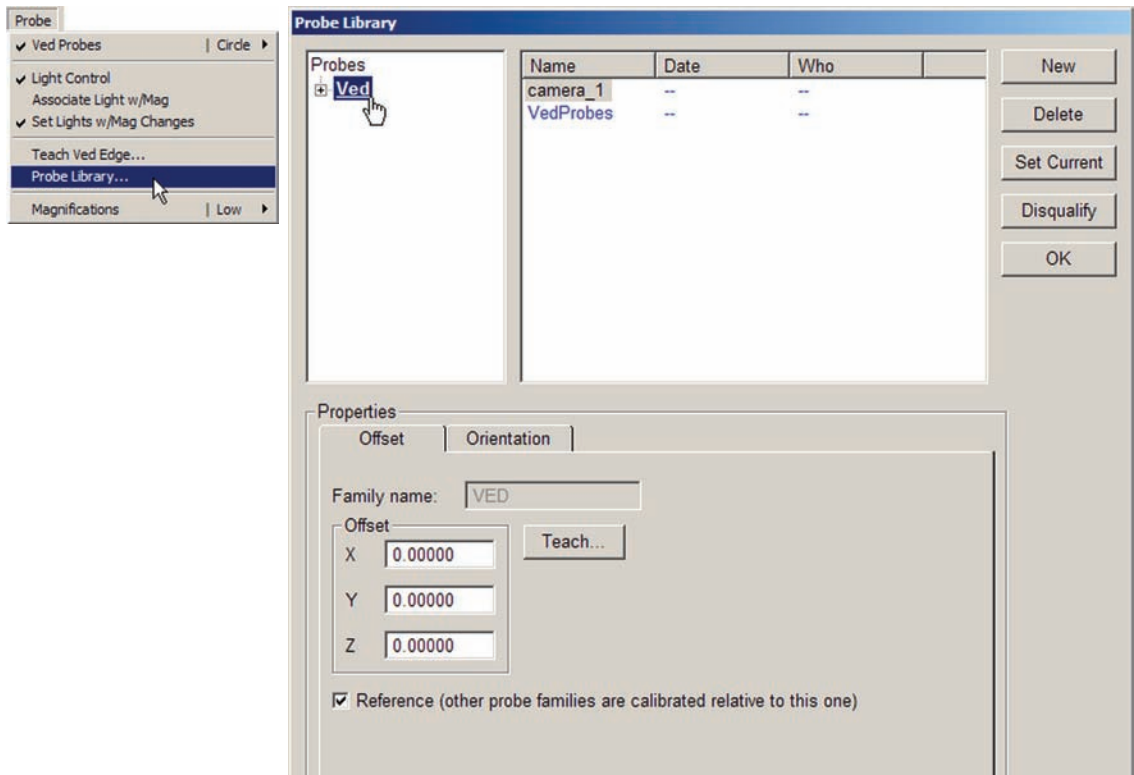 Probe
Ved Probes | Circle
Light Control
Associate Light w/Mag
Set Lights w/Mag Changes
Teach Ved Edge...
Probe Library...
Magnifications | Low
Probe Library
Probes
Ved
Name Date Who
camera_1 -- --
VedProbes -- --
New
Delete
Set Current
Disqualify
OK
Properties
Offset Orientation
Family name: VED
Offset
X 0.00000
Teach...
Y 0.00000
Z 0.00000
Reference (other probe families are calibrated relative to this one)